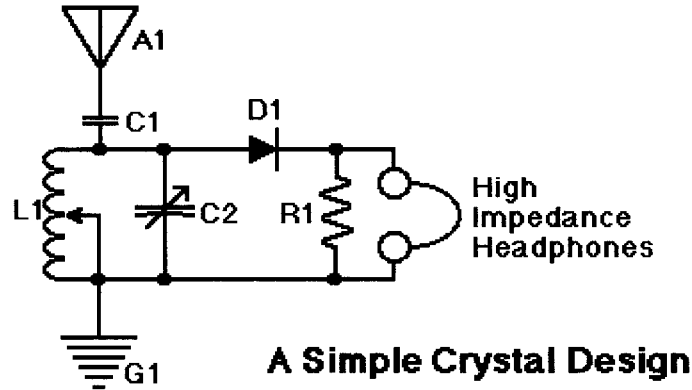 A1
C1
D1
L1
C2
R1
High
Impedance
Headphones
G1
A Simple Crystal Design